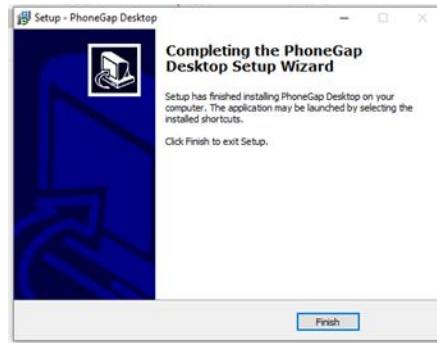 Setup - PhoneGap Desktop
Completing the PhoneGap
Desktop Setup Wizard
Setup has finished installing PhoneGap Desktop on your
computer. The application may be launched by selecting the
installed shortcuts.
Click Finish to exit Setup.
Finish